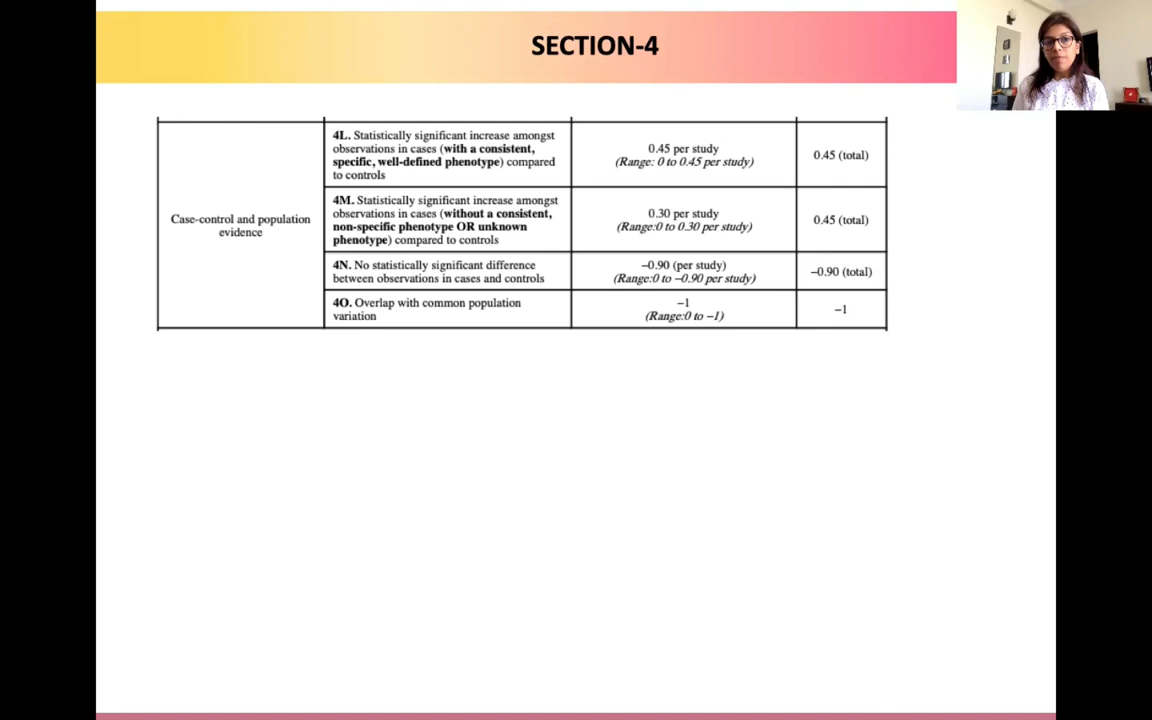 SECTION-4
Case-control and population
evidence
4L. Statistically significant increase amongst
observations in cases (with a consistent,
specific, well-defined phenotype) compared
to controls
0.45 per study
(Range: 0 to 0.45 per study)
0.45 (total)
4M. Statistically significant increase amongst
observations in cases (without a consistent,
non-specific phenotype OR unknown
phenotype) compared to controls
0.30 per study
(Range:0 to 0.30 per study)
0.45 (total)
4N. No statistically significant difference
between observations in cases and controls
−0.90 (per study)
(Range:0 to −0.90 per study)
−0.90 (total)
4O. Overlap with common population
variation
−1
(Range:0 to −1)
−1